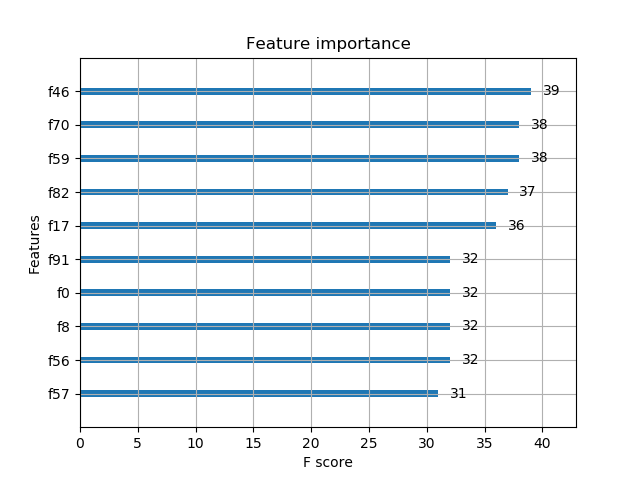 Feature importance
f46 39
f70 38
f59 38
f82 37
f17 36
f91 32
f0 32
f8 32
f56 32
f57 31
Features
0 5 10 15 20 25 30 35 40
F score